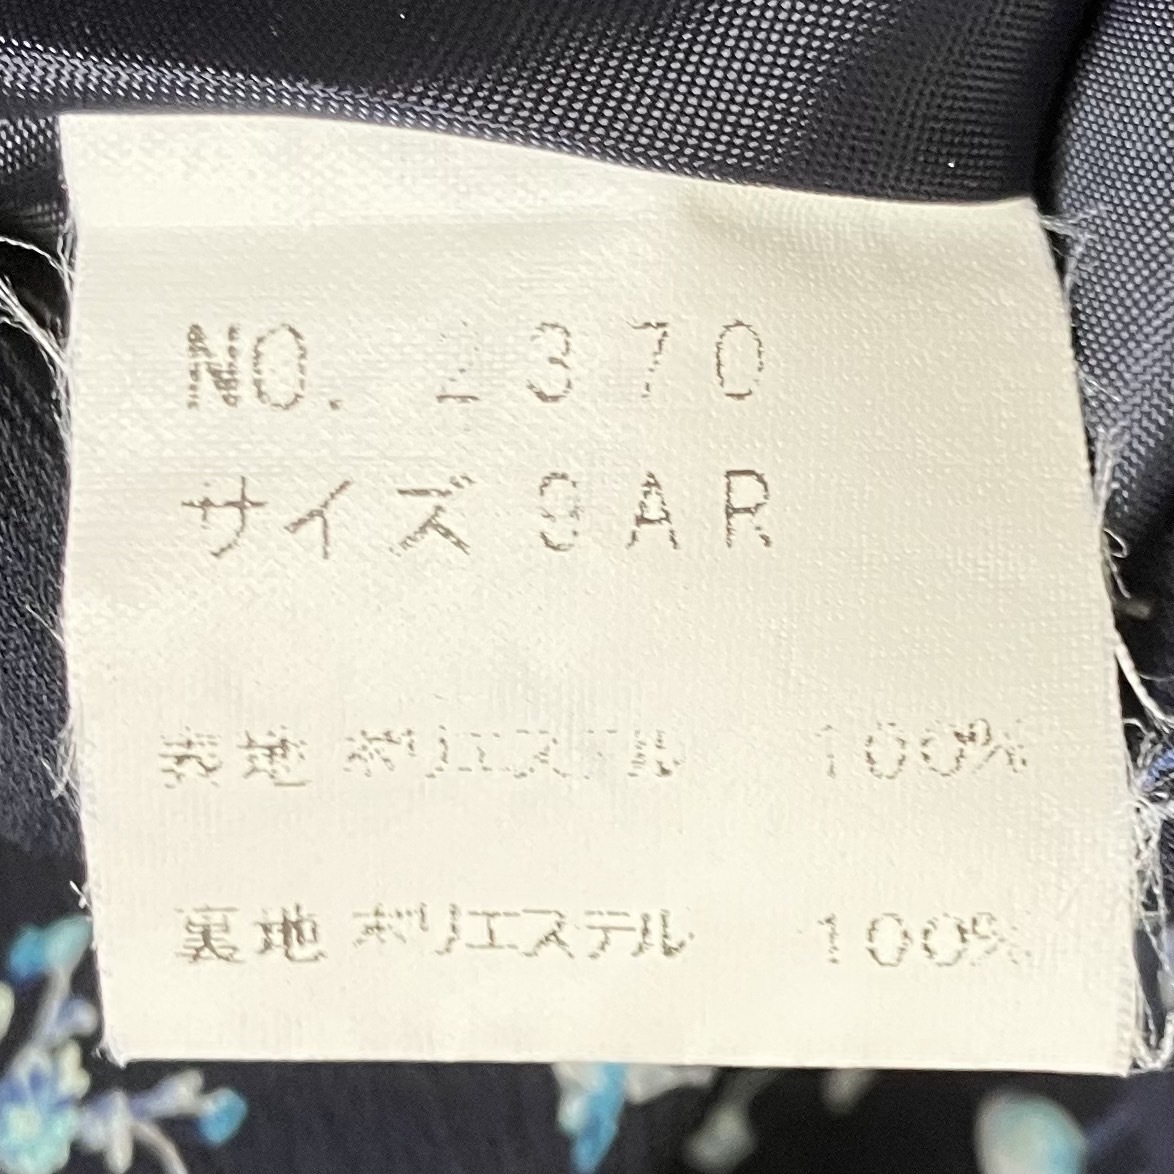 NO. 2370
サイズ 9AR
表地 ポリエステル 100%
裏地 ポリエステル 100%